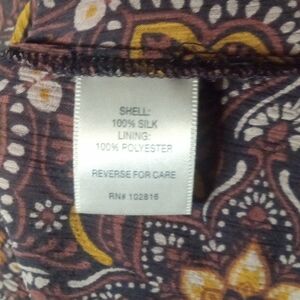 SHELL:
100% SILK
LINING:
100% POLYESTER
REVERSE FOR CARE
RN# 102816